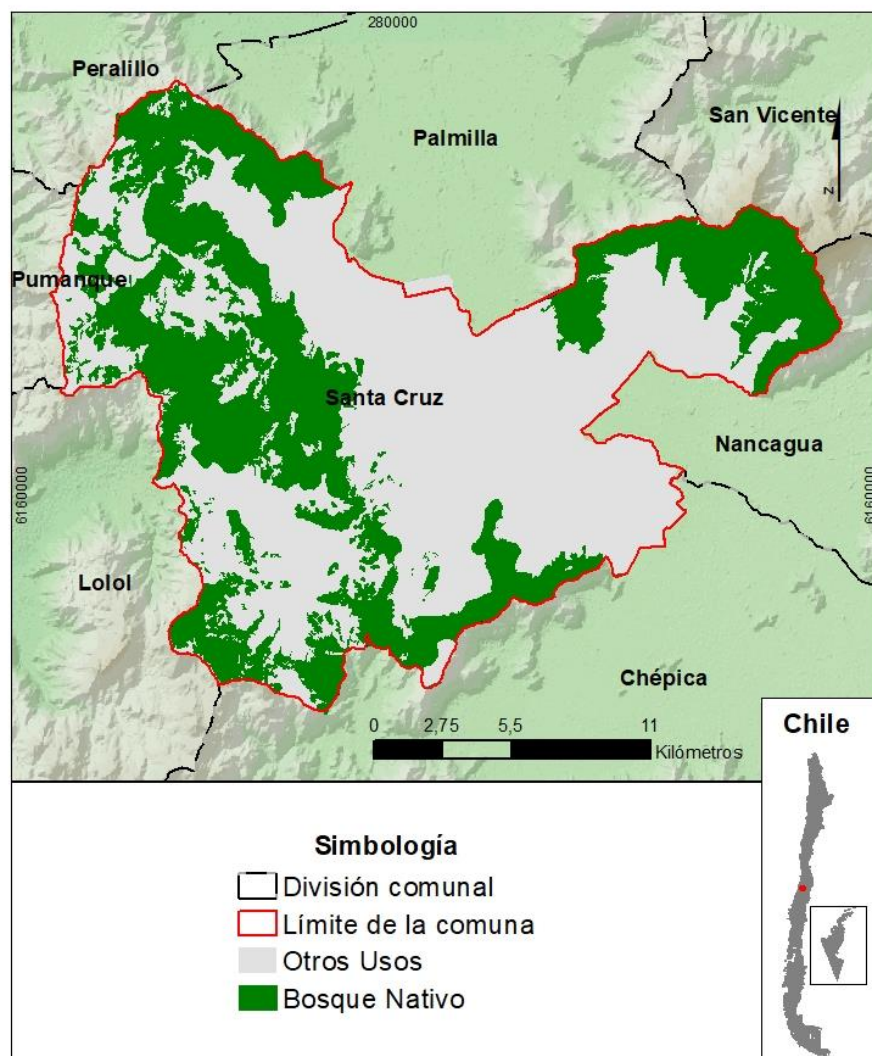 280000
Peralillo
San Vicente
Palmilla
N
Pumanque
Santa Cruz
Nancagua
6160000
6160000
Lolol
Chépica
0 2,75 5,5 11
Kilómetros
Chile
Simbología
División comunal
Límite de la comuna
Otros Usos
Bosque Nativo